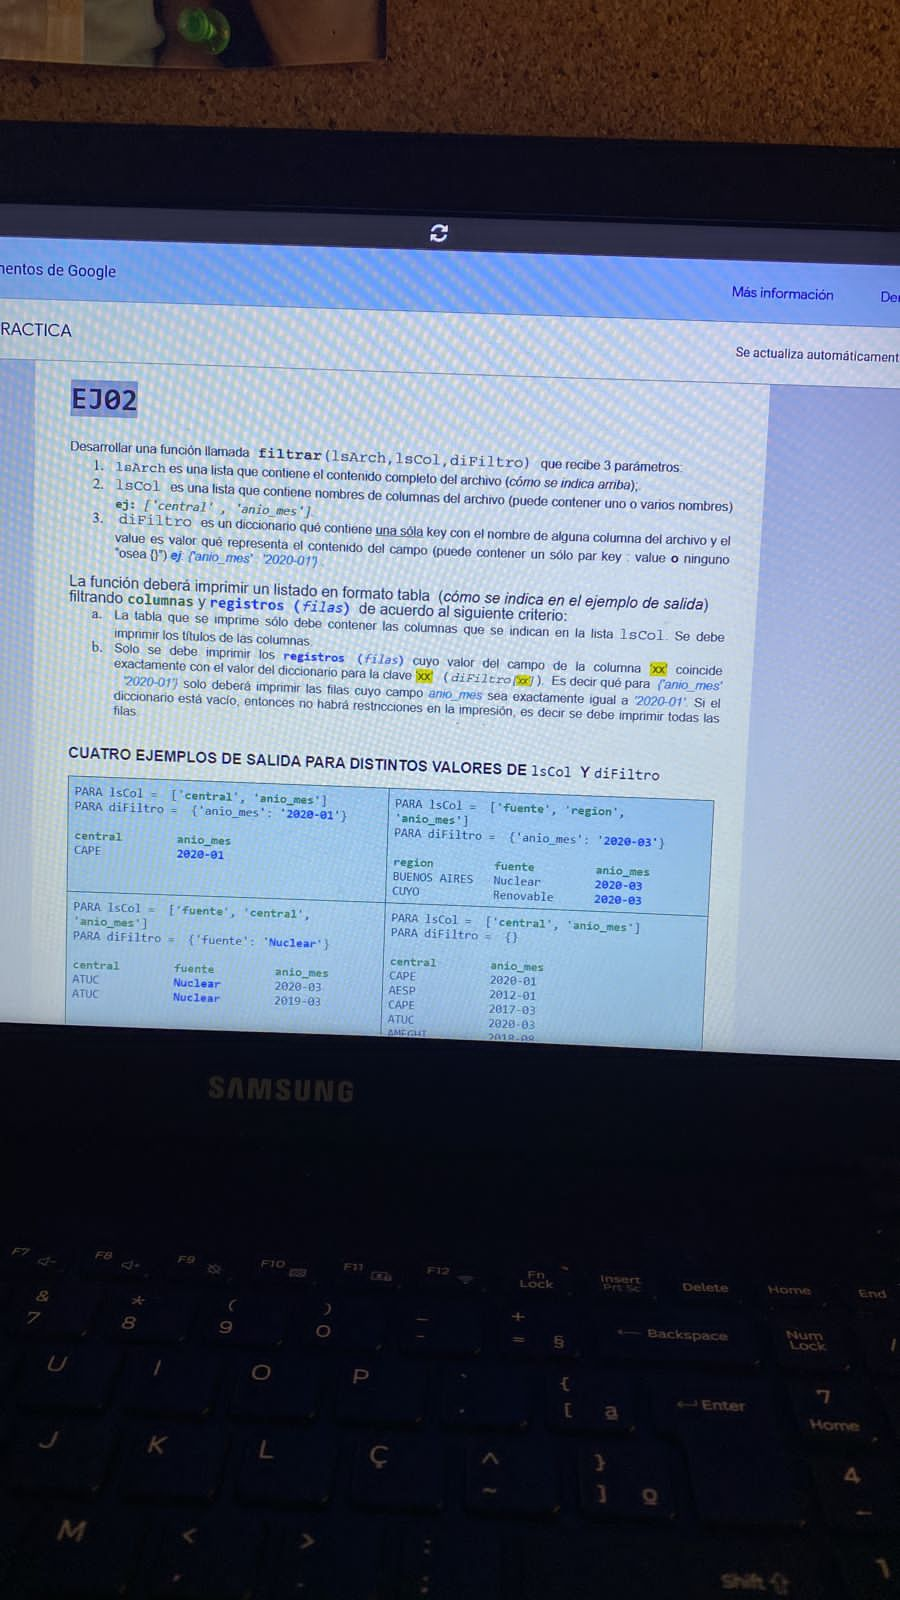 mentos de Google
Más información
De
RACTICA
Se actualiza automáticament
EJ02
Desarrollar una función llamada filtrar(lsArch,lsCol,diFiltro) que recibe 3 parámetros:
1. lsArch es una lista que contiene el contenido completo del archivo (cómo se indica arriba);
2. lsCol es una lista que contiene nombres de columnas del archivo (puede contener uno o varios nombres)
ej: ['central' , 'anio_mes']
3. diFiltro es un diccionario qué contiene una sóla key con el nombre de alguna columna del archivo y el
value es valor qué representa el contenido del campo (puede contener un sólo par key : value o ninguno
"osea {}") ej: {'anio_mes' : '2020-01'} .
La función deberá imprimir un listado en formato tabla (cómo se indica en el ejemplo de salida)
filtrando columnas y registros (filas) de acuerdo al siguiente criterio:
a. La tabla que se imprime sólo debe contener las columnas que se indican en la lista lsCol. Se debe
imprimir los títulos de las columnas.
b. Solo se debe imprimir los registros (filas) cuyo valor del campo de la columna xx coincide
exactamente con el valor del diccionario para la clave xx (diFiltro[xx]). Es decir qué para {'anio_mes'
'2020-01'} solo deberá imprimir las filas cuyo campo anio_mes sea exactamente igual a '2020-01'. Si el
diccionario está vacío, entonces no habrá restricciones en la impresión, es decir se debe imprimir todas las
filas.
CUATRO EJEMPLOS DE SALIDA PARA DISTINTOS VALORES DE lsCol Y diFiltro
PARA lsCol = ['central', 'anio_mes']
PARA diFiltro = {'anio_mes': '2020-01'}
central anio_mes
CAPE 2020-01
PARA lsCol = ['fuente', 'region',
'anio_mes']
PARA diFiltro = {'anio_mes': '2020-03'}
region fuente anio_mes
BUENOS AIRES Nuclear 2020-03
CUYO Renovable 2020-03
PARA lsCol = ['fuente', 'central',
'anio_mes']
PARA diFiltro = {'fuente': 'Nuclear'}
central fuente anio_mes
ATUC Nuclear 2020-03
ATUC Nuclear 2019-03
PARA lsCol = ['central', 'anio_mes']
PARA diFiltro = {}
central anio_mes
CAPE 2020-01
AESP 2012-01
CAPE 2017-03
ATUC 2020-03
AMEGHI 2018-08
SAMSUNG
F7 F8 F9 F10 F11 F12 Fn Lock Insert Prt Sc Delete Home End
& 7 * 8 ( 9 ) 0 _ - + = § Backspace Num Lock /
U I O P { [ ª Enter 7 Home
J K L Ç ^ ~ } ] º 4
M < , > . : ; Shift 1